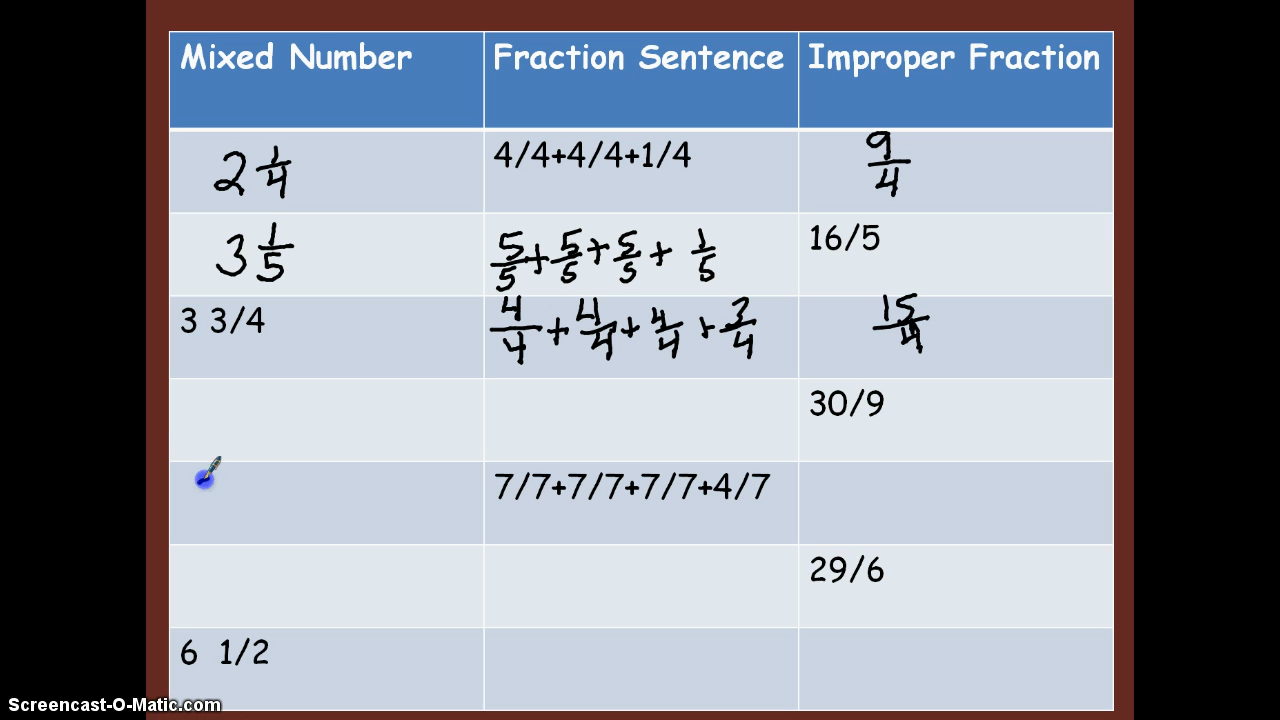 Mixed Number Fraction Sentence Improper Fraction
2 1/4 4/4+4/4+1/4 9/4
3 1/5 5/5+5/5+5/5+1/5 16/5
3 3/4 4/4+4/4+4/4+3/4 15/4
30/9
7/7+7/7+7/7+4/7
29/6
6 1/2
Screencast-O-Matic.com